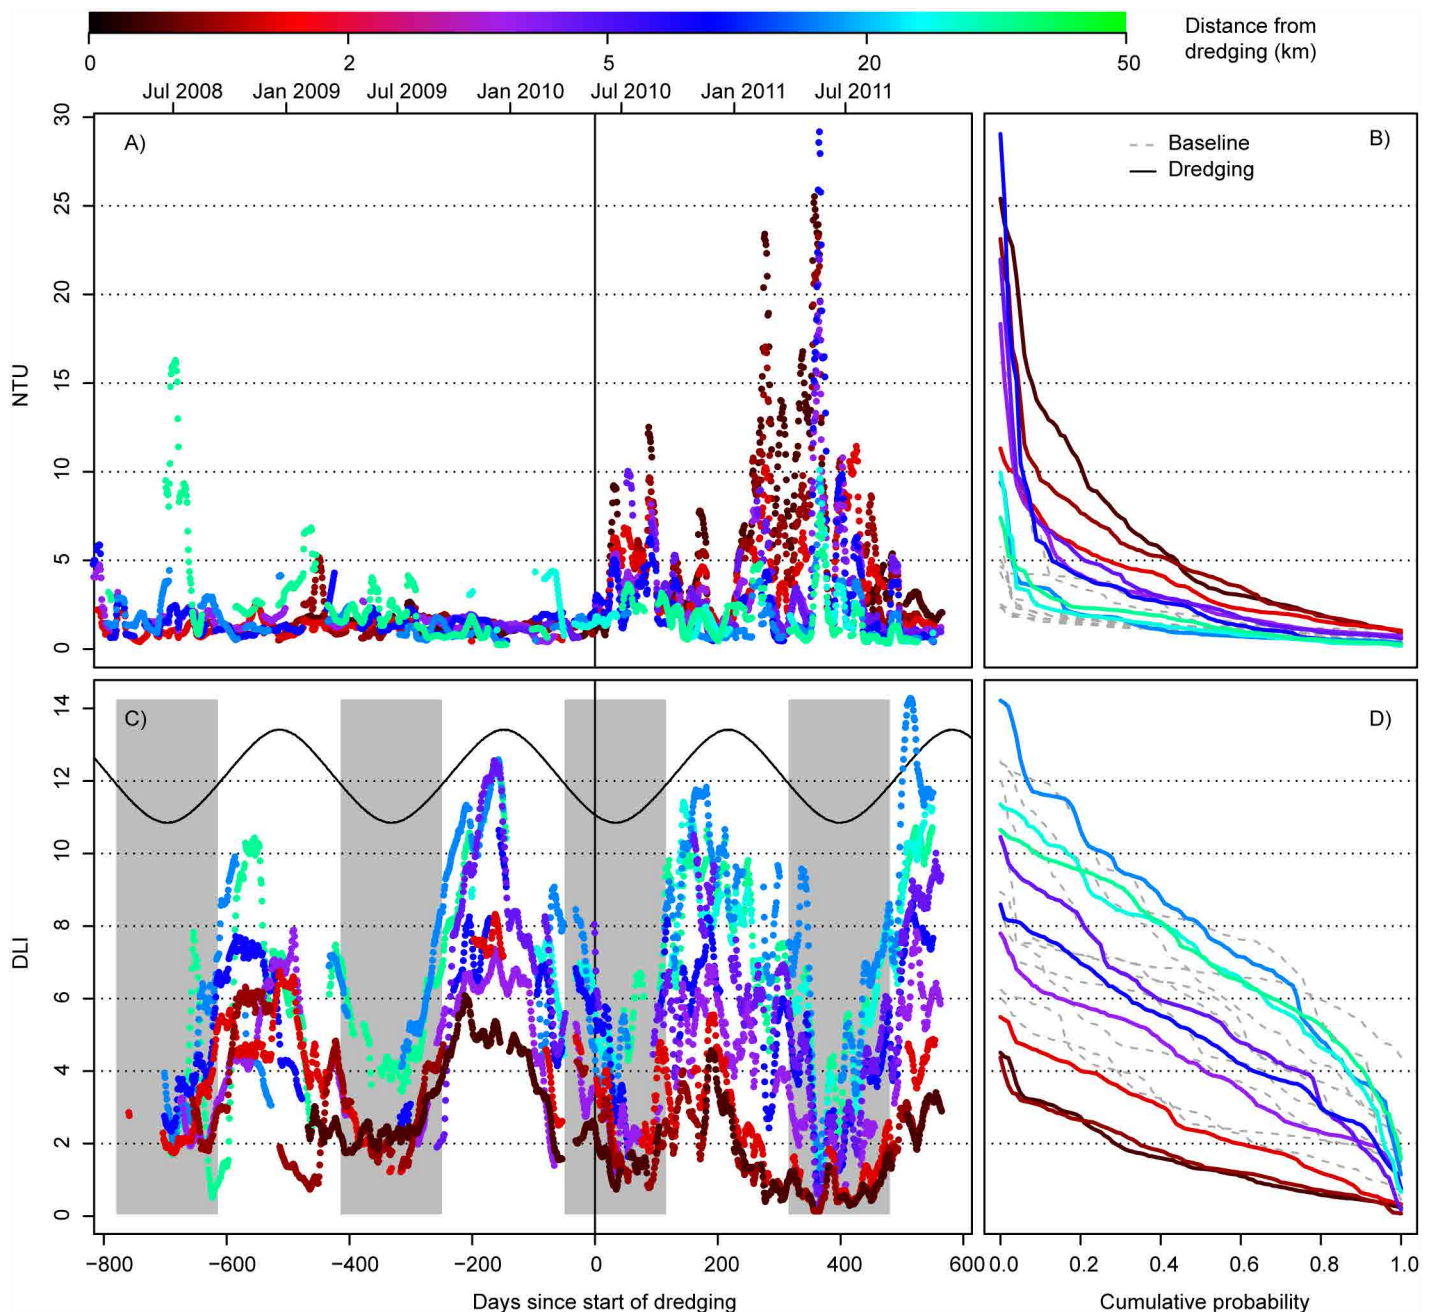 Distance from
dredging (km)
0 2 5 20 50
Jul 2008 Jan 2009 Jul 2009 Jan 2010 Jul 2010 Jan 2011 Jul 2011
A)
NTU
30
25
20
15
10
5
0
B)
Baseline
Dredging
C)
DLI
14
12
10
8
6
4
2
0
D)
−800 −600 −400 −200 0 200 400 600
Days since start of dredging
0.0 0.2 0.4 0.6 0.8 1.0
Cumulative probability